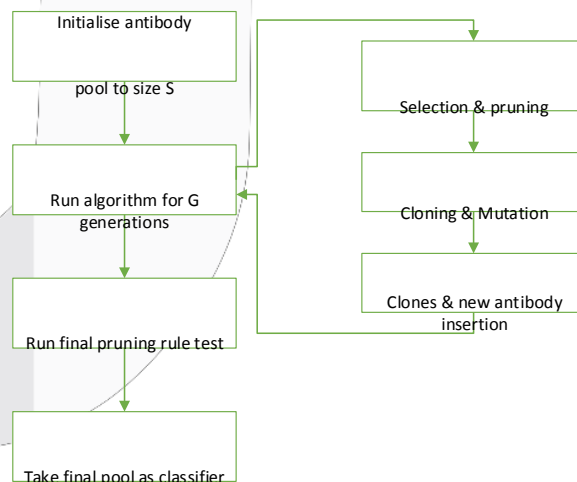 Initialise antibody
pool to size S
Run algorithm for G
generations
Run final pruning rule test
Take final pool as classifier
Selection & pruning
Cloning & Mutation
Clones & new antibody
insertion